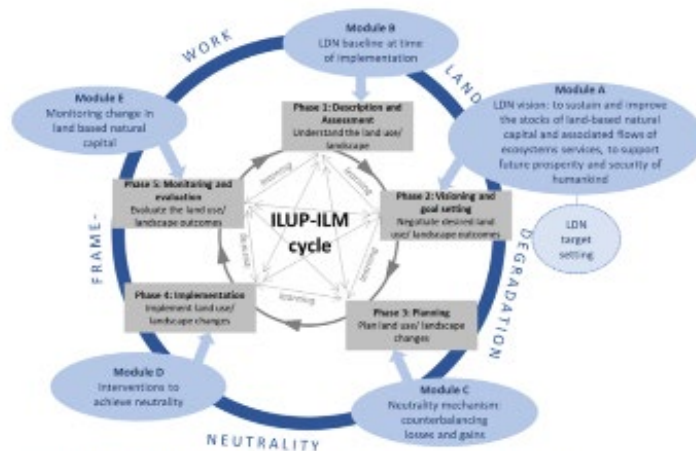 Module B
LDN baseline at time
of implementation
WORK
LAND
Module E
Monitoring change in
land based natural
capital
Module A
LDN vision: to sustain and improve
the stocks of land-based natural
capital and associated flows of
ecosystems services, to support
future prosperity and security of
humankind
Phase 1: Description and
Assessment
Understand the land use/
landscape
Phase 5: Monitoring and
evaluation
Evaluate the land use/
landscape outcomes
learning
learning
ILUP-ILM
cycle
Phase 2: Visioning and
goal setting
Negotiate desired land
use/ landscape outcomes
LDN
target
setting
FRAME-
DEGRADATION
Phase 4: Implementation
Implement land use/
landscape changes
learning
Phase 3: Planning
Plan land use/ landscape
changes
Module D
Interventions to
achieve neutrality
Module C
Neutrality mechanism:
counterbalancing
losses and gains
NEUTRALITY